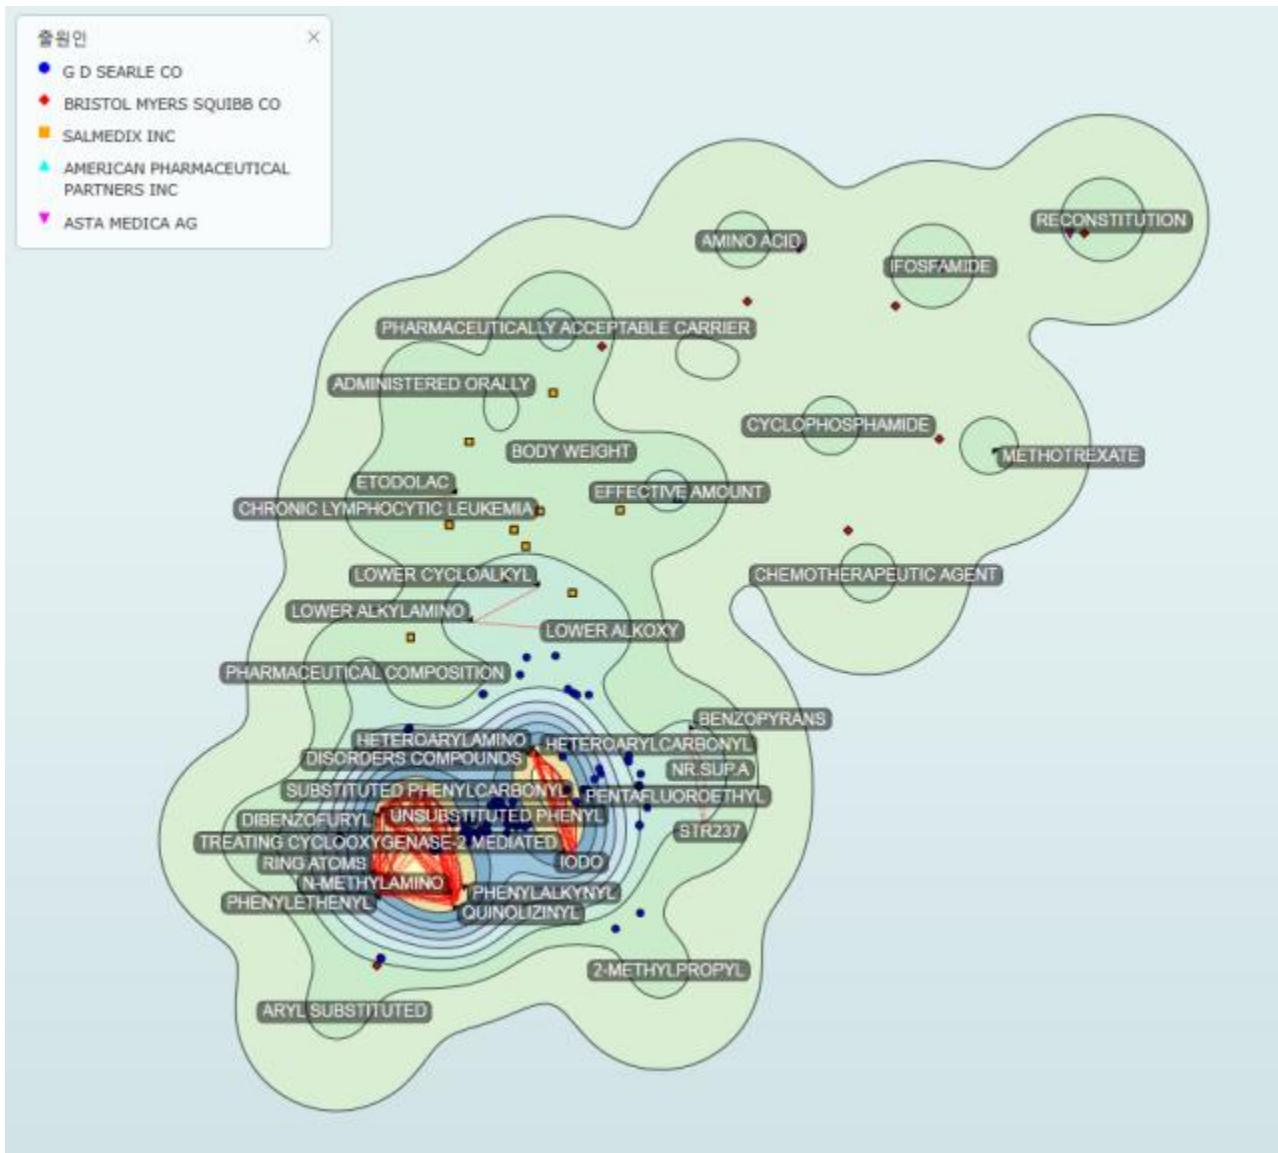 출원인
G D SEARLE CO
BRISTOL MYERS SQUIBB CO
SALMEDIX INC
AMERICAN PHARMACEUTICAL
PARTNERS INC
ASTA MEDICA AG
RECONSTITUTION
AMINO ACID
IFOSFAMIDE
PHARMACEUTICALLY ACCEPTABLE CARRIER
ADMINISTERED ORALLY
CYCLOPHOSPHAMIDE
BODY WEIGHT
METHOTREXATE
ETODOLAC
EFFECTIVE AMOUNT
CHRONIC LYMPHOCYTIC LEUKEMIA
LOWER CYCLOALKYL
CHEMOTHERAPEUTIC AGENT
LOWER ALKYLAMINO
LOWER ALKOXY
PHARMACEUTICAL COMPOSITION
BENZOPYRANS
HETEROARYLAMINO
HETEROARYLCARBONYL
DISORDERS COMPOUNDS
NR.SUP.A
SUBSTITUTED PHENYLCARBONYL
PENTAFLUOROETHYL
DIBENZOFURYL
UNSUBSTITUTED PHENYL
STR237
TREATING CYCLOOXYGENASE-2 MEDIATED
RING ATOMS
IODO
N-METHYLAMINO
PHENYLALKYNYL
PHENYLETHENYL
QUINOLIZINYL
2-METHYLPROPYL
ARYL SUBSTITUTED